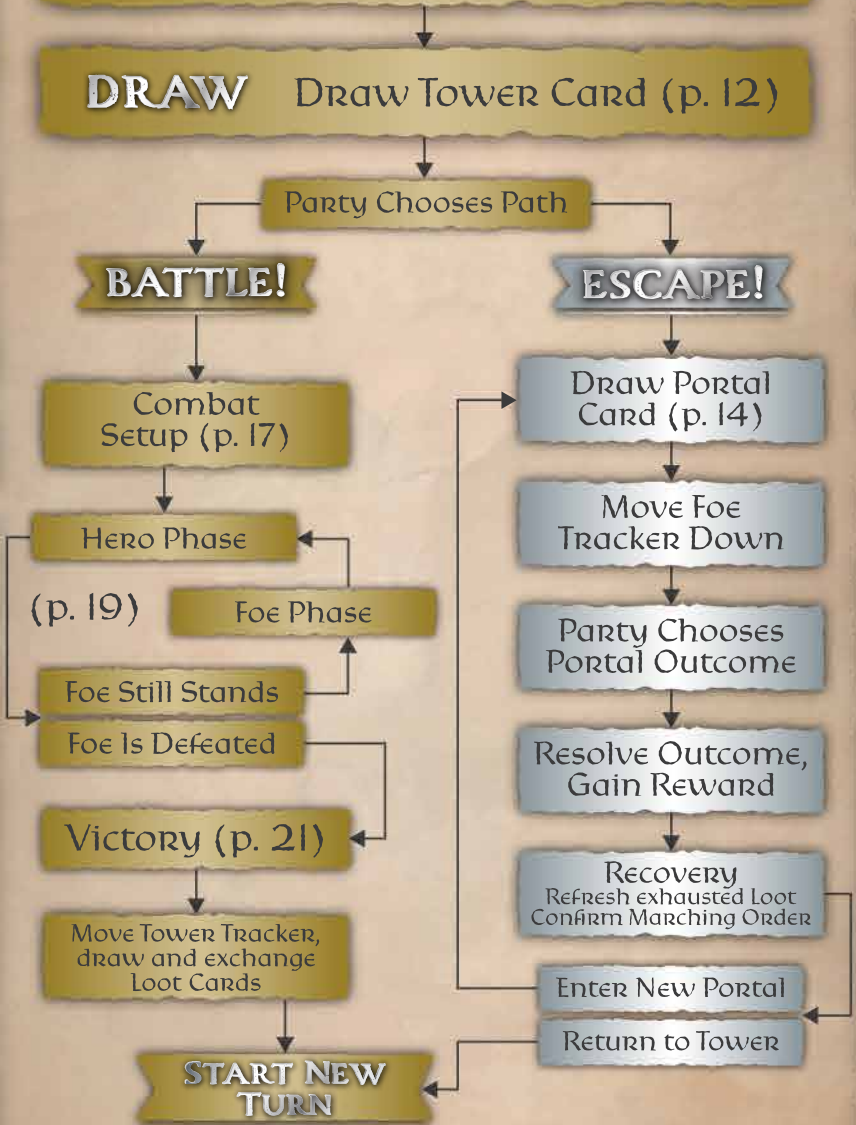 DRAW Draw Tower Card (p. 12)
Party Chooses Path
BATTLE!
Combat
Setup (p. 17)
Hero Phase
(p. 19)
Foe Phase
Foe Still Stands
Foe Is Defeated
Victory (p. 21)
Move Tower Tracker,
draw and exchange
Loot Cards
ESCAPE!
Draw Portal
Card (p. 14)
Move Foe
Tracker Down
Party Chooses
Portal Outcome
Resolve Outcome,
Gain Reward
Recovery
Refresh exhausted Loot
Confirm Marching Order
Enter New Portal
Return to Tower
START NEW
TURN